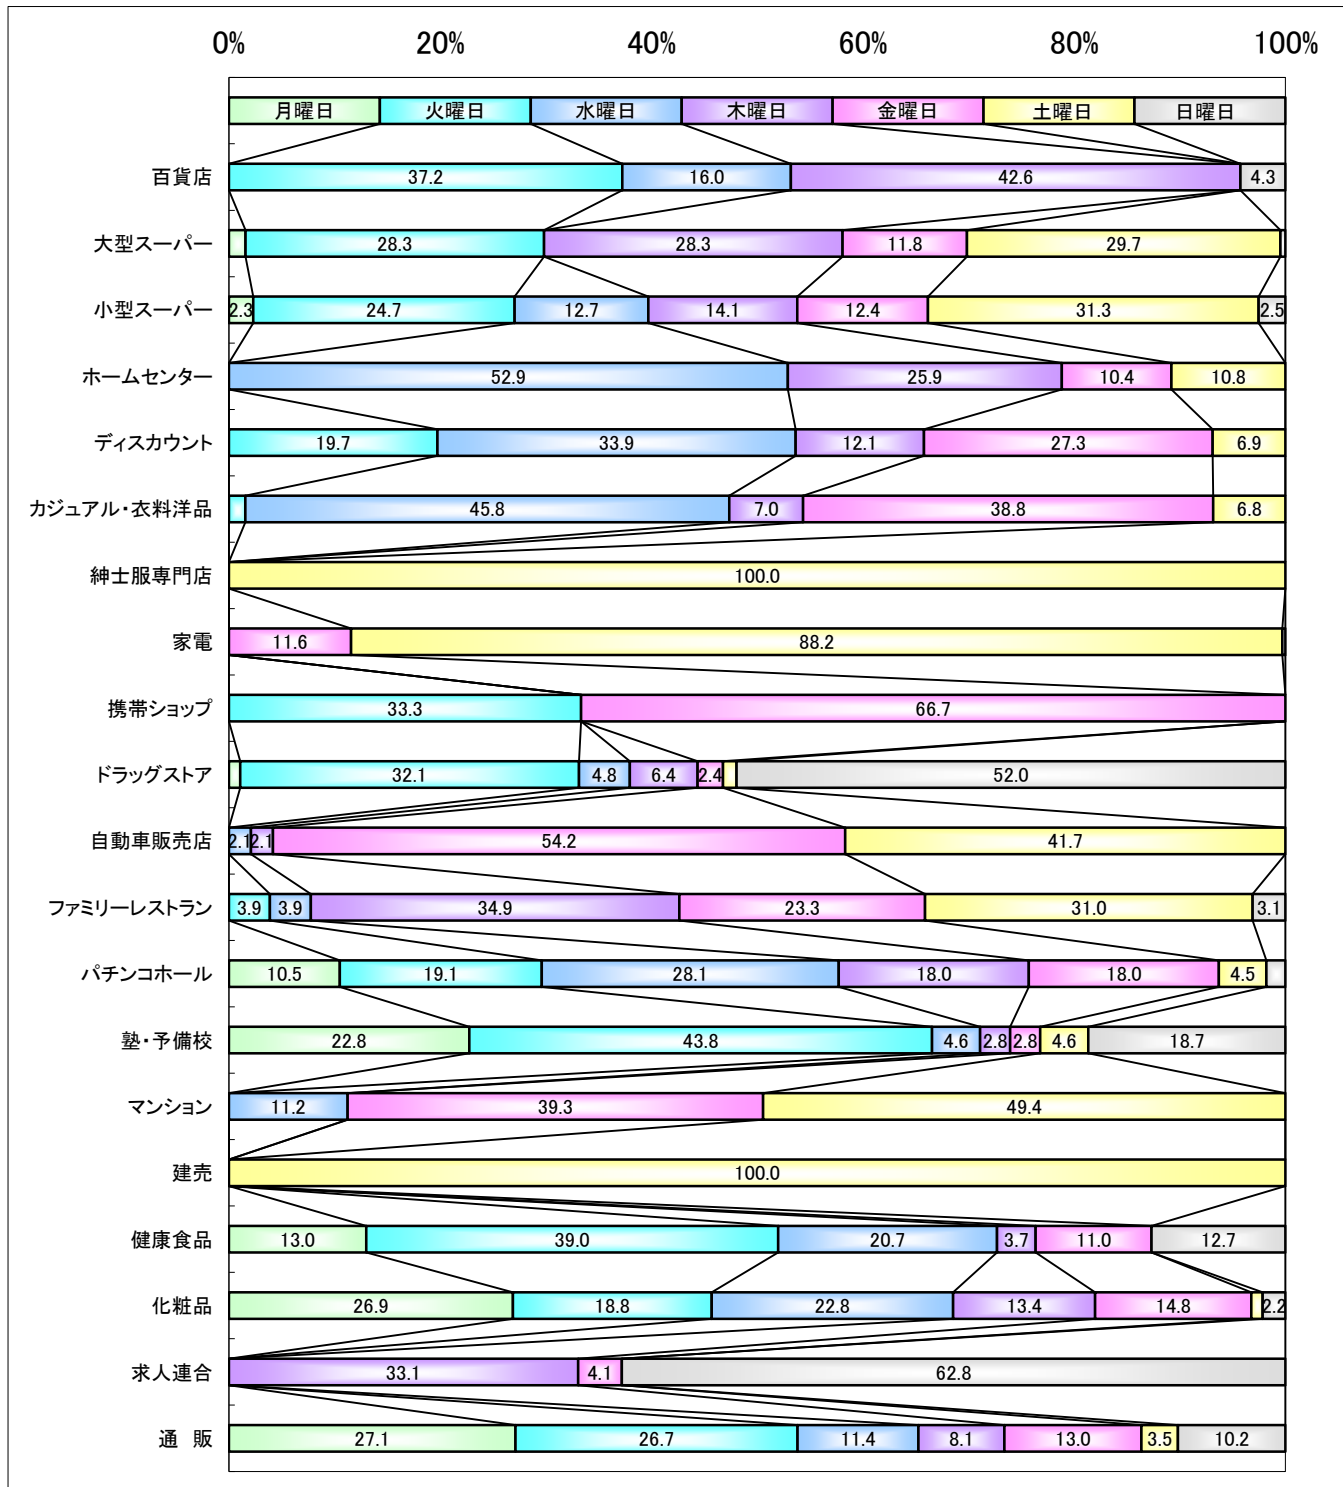 0% 20% 40% 60% 80% 100%
月曜日 火曜日 水曜日 木曜日 金曜日 土曜日 日曜日
百貨店 37.2 16.0 42.6 4.3
大型スーパー 28.3 28.3 11.8 29.7
小型スーパー 2.3 24.7 12.7 14.1 12.4 31.3 2.5
ホームセンター 52.9 25.9 10.4 10.8
ディスカウント 19.7 33.9 12.1 27.3 6.9
カジュアル・衣料洋品 45.8 7.0 38.8 6.8
紳士服専門店 100.0
家電 11.6 88.2
携帯ショップ 33.3 66.7
ドラッグストア 32.1 4.8 6.4 2.4 52.0
自動車販売店 2.1 2.1 54.2 41.7
ファミリーレストラン 3.9 3.9 34.9 23.3 31.0 3.1
パチンコホール 10.5 19.1 28.1 18.0 18.0 4.5
塾・予備校 22.8 43.8 4.6 2.8 2.8 4.6 18.7
マンション 11.2 39.3 49.4
建売 100.0
健康食品 13.0 39.0 20.7 3.7 11.0 12.7
化粧品 26.9 18.8 22.8 13.4 14.8 2.2
求人連合 33.1 4.1 62.8
通 販 27.1 26.7 11.4 8.1 13.0 3.5 10.2